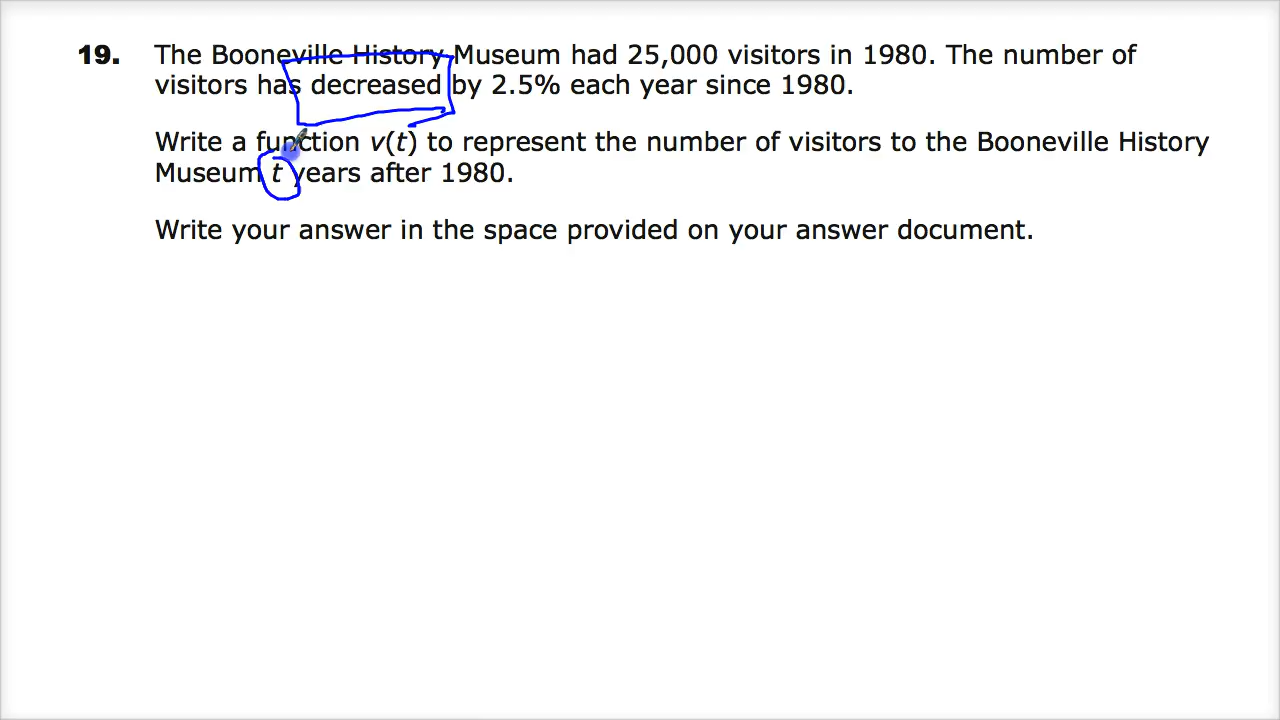 19. The Booneville History Museum had 25,000 visitors in 1980. The number of
visitors has decreased by 2.5% each year since 1980.
Write a function v(t) to represent the number of visitors to the Booneville History
Museum t years after 1980.
Write your answer in the space provided on your answer document.